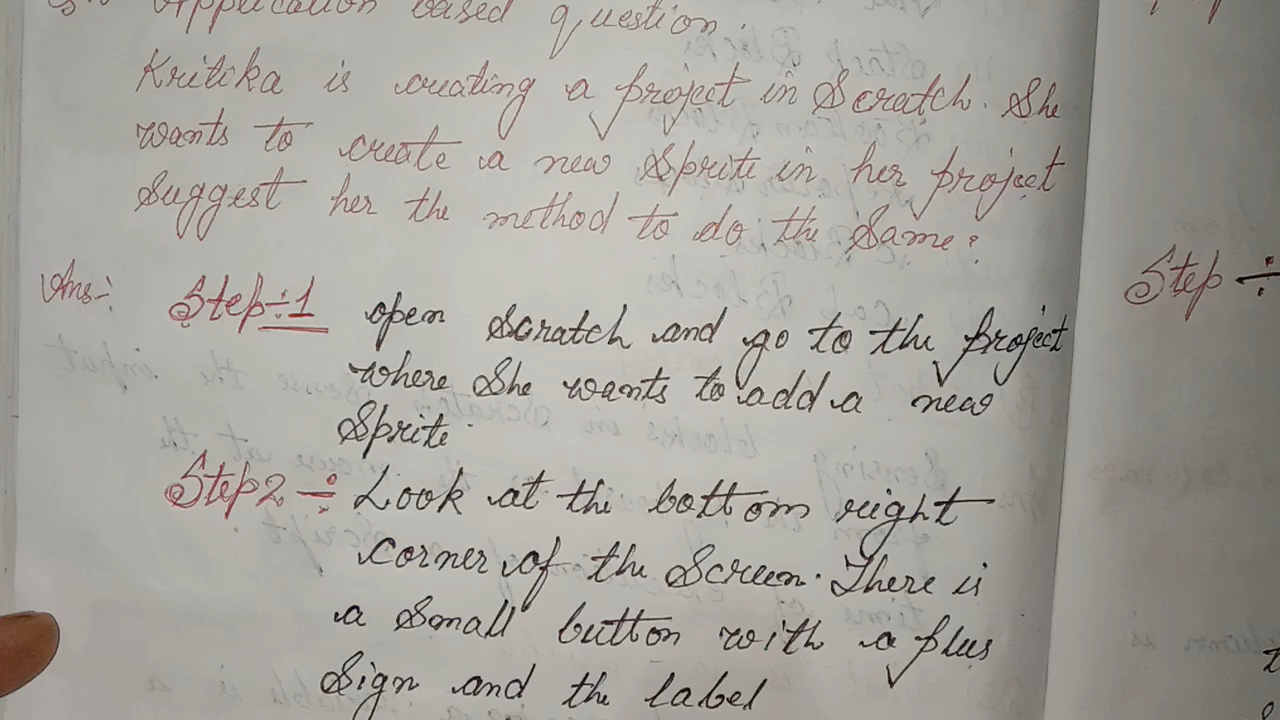 Application based question.
Kritika is creating a project in Scratch. She
wants to create a new Sprite in her project
Suggest her the method to do the Same?
Ans:- Step÷1 open Scratch and go to the project
where She wants to add a new
Sprite.
Step2÷ Look at the bottom right
corner of the Screen. There is
a Small button with a plus
Sign and the label
Step ÷